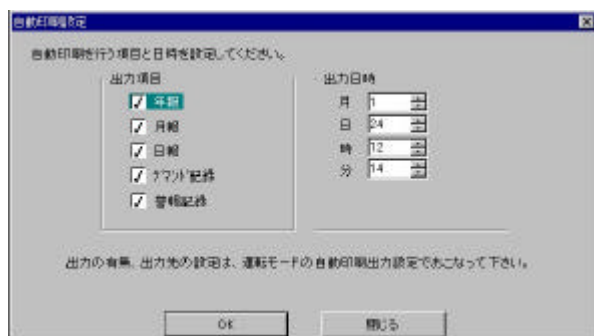 自動印刷設定
自動印刷を行う項目と日時を設定してください。
出力項目
年報
月報
日報
デマンド記録
警報記録
出力日時
月 1
日 24
時 12
分 14
出力の有無、出力先の設定は、運転モードの自動印刷出力設定でおこなって下さい。
OK 閉じる